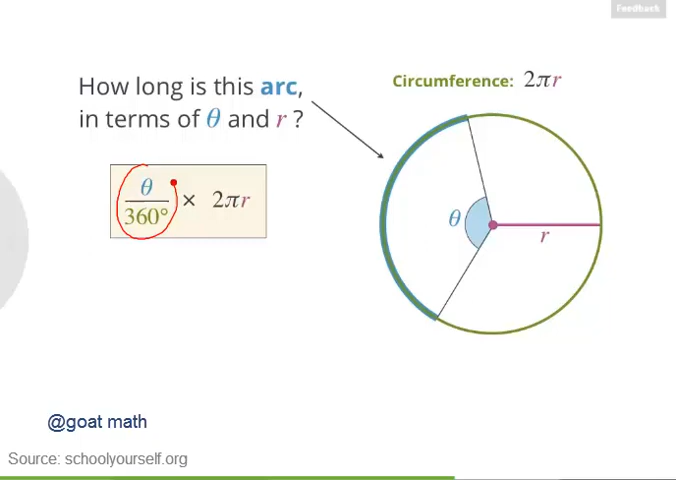 Feedback
How long is this arc,
in terms of θ and r ?
Circumference: 2πr
θ
360°
× 2πr
θ
r
@goat math
Source: schoolyourself.org